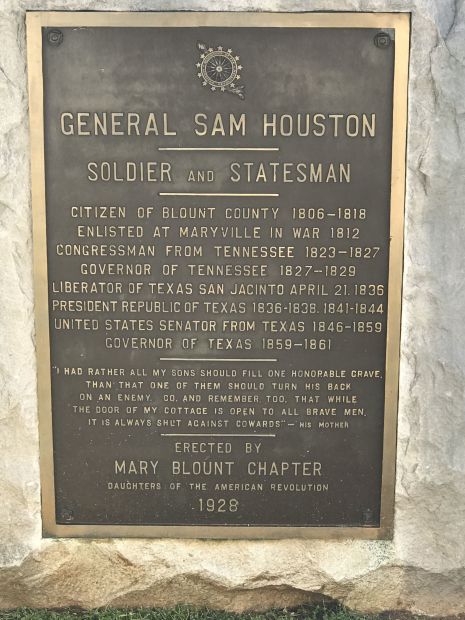 GENERAL SAM HOUSTON
SOLDIER AND STATESMAN
CITIZEN OF BLOUNT COUNTY 1806-1818
ENLISTED AT MARYVILLE IN WAR 1812
CONGRESSMAN FROM TENNESSEE 1823-1827
GOVERNOR OF TENNESSEE 1827-1829
LIBERATOR OF TEXAS SAN JACINTO APRIL 21, 1836
PRESIDENT REPUBLIC OF TEXAS 1836-1838, 1841-1844
UNITED STATES SENATOR FROM TEXAS 1846-1859
GOVERNOR OF TEXAS 1859-1861
"I HAD RATHER ALL MY SONS SHOULD FILL ONE HONORABLE GRAVE,
THAN THAT ONE OF THEM SHOULD TURN HIS BACK
ON AN ENEMY. GO, AND REMEMBER, TOO, THAT WHILE
THE DOOR OF MY COTTAGE IS OPEN TO ALL BRAVE MEN,
IT IS ALWAYS SHUT AGAINST COWARDS" - HIS MOTHER
ERECTED BY
MARY BLOUNT CHAPTER
DAUGHTERS OF THE AMERICAN REVOLUTION
1928